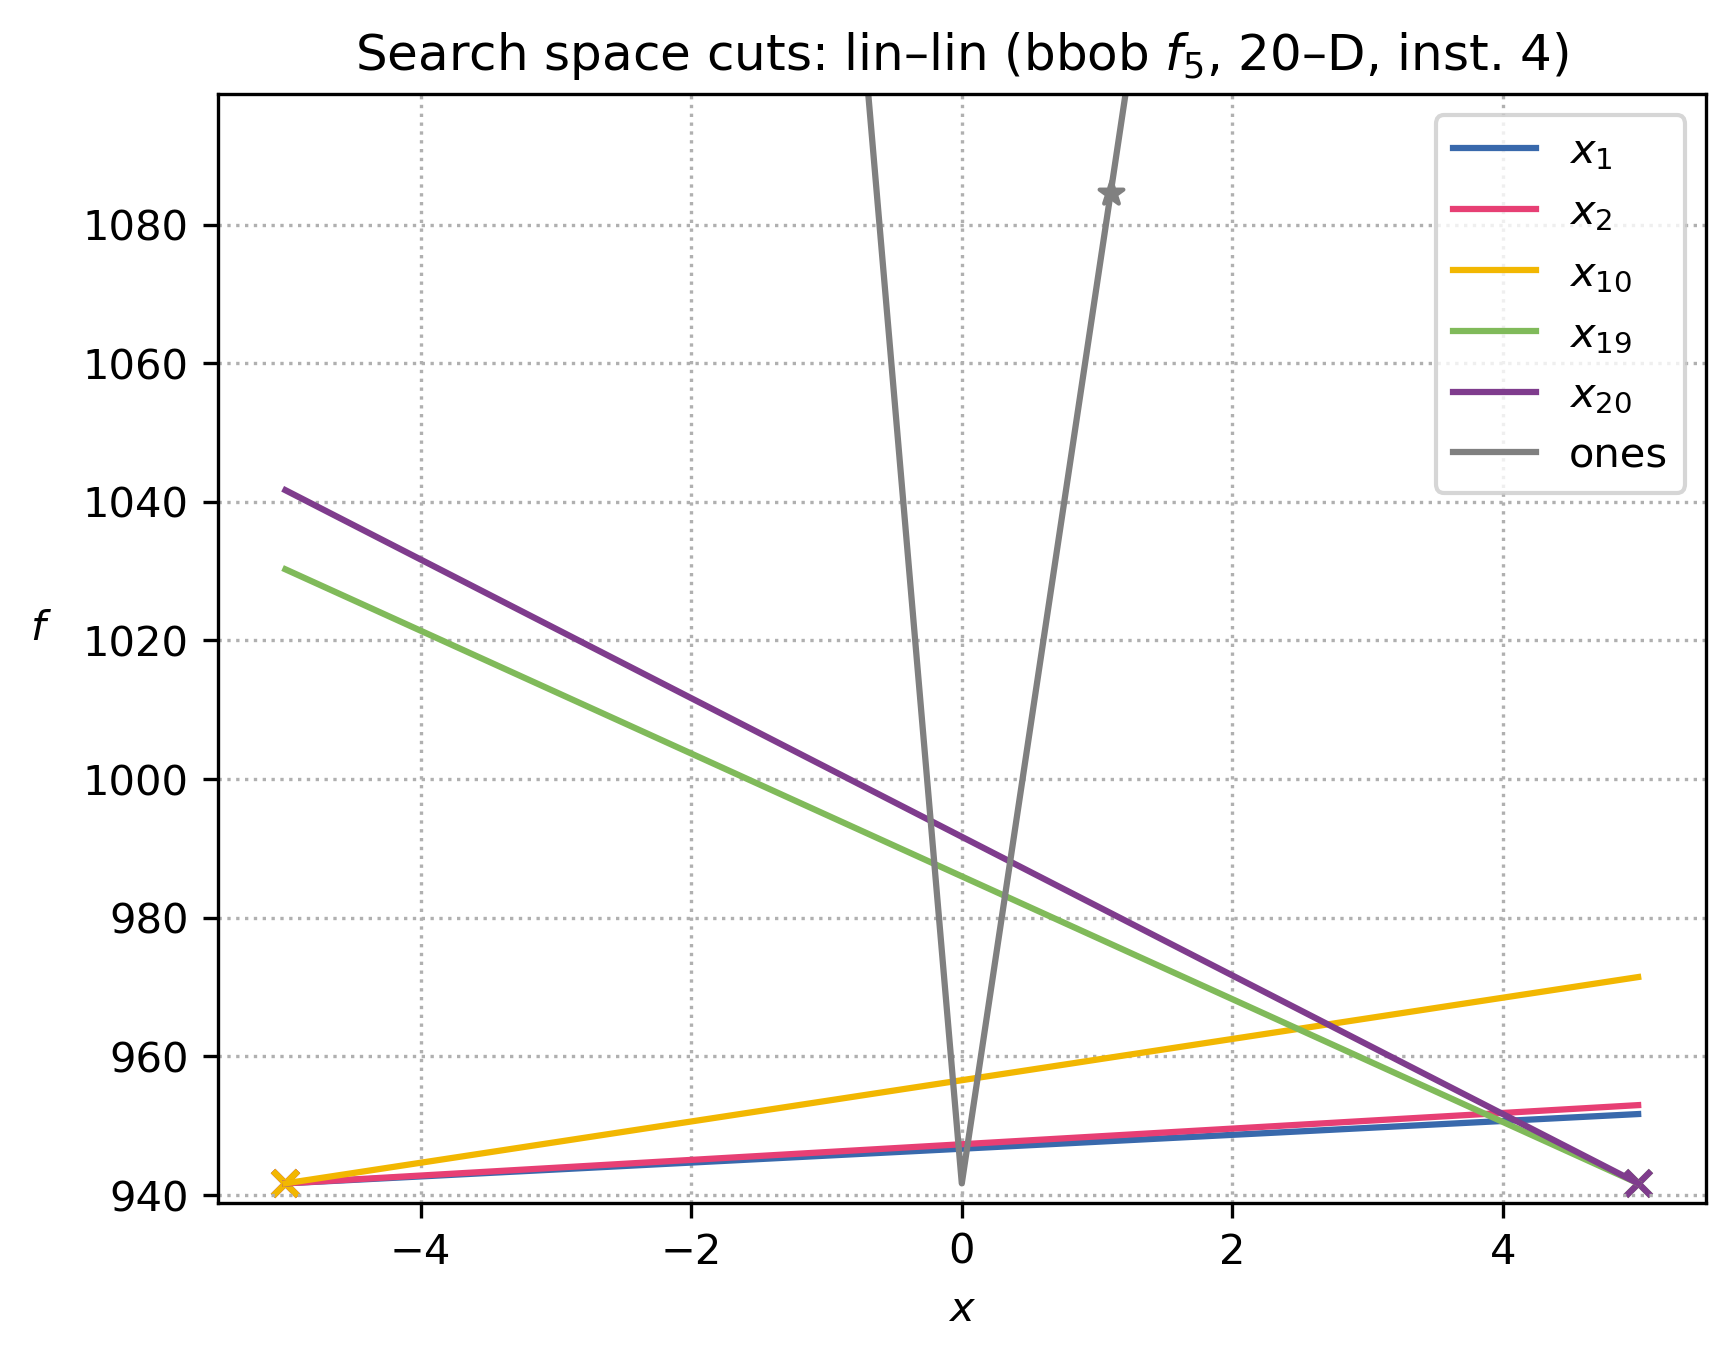 Search space cuts: lin–lin (bbob f₅, 20–D, inst. 4)
x₁
x₂
x₁₀
x₁₉
x₂₀
ones
1080
1060
1040
1020
1000
980
960
940
f
−4 −2 0 2 4
x